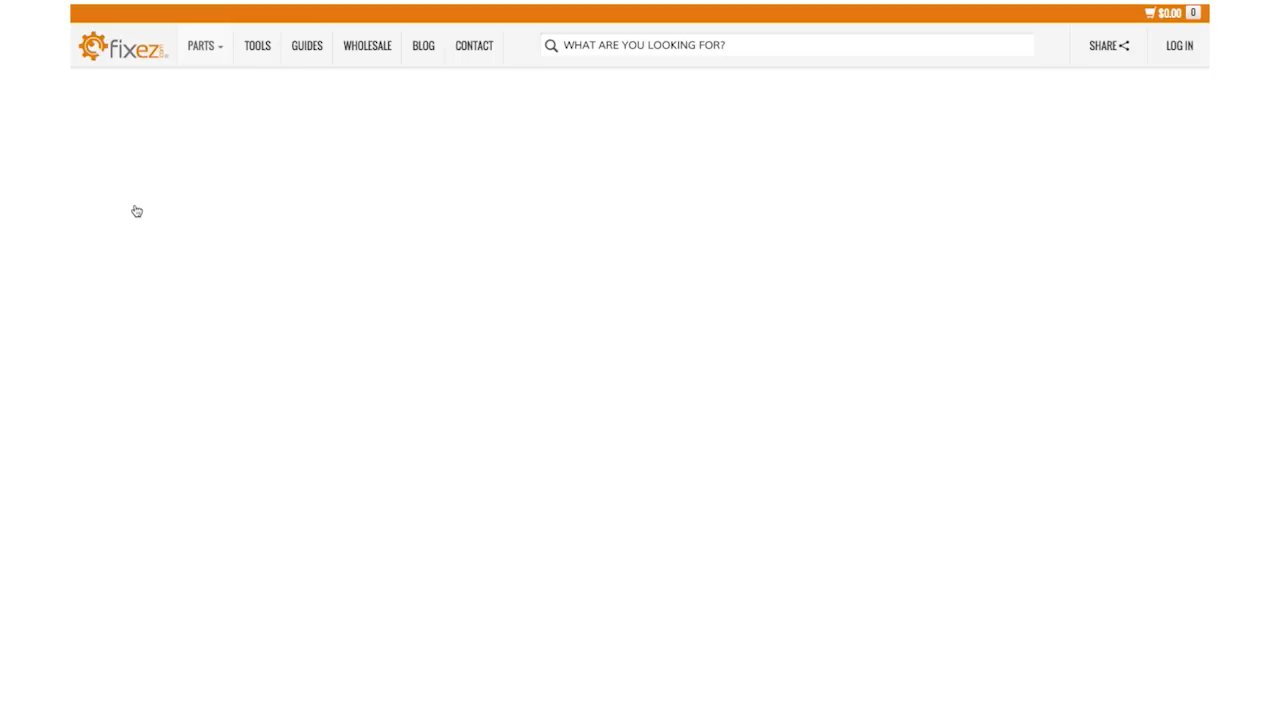 $0.00 0
fixez PARTS TOOLS GUIDES WHOLESALE BLOG CONTACT WHAT ARE YOU LOOKING FOR? SHARE LOG IN